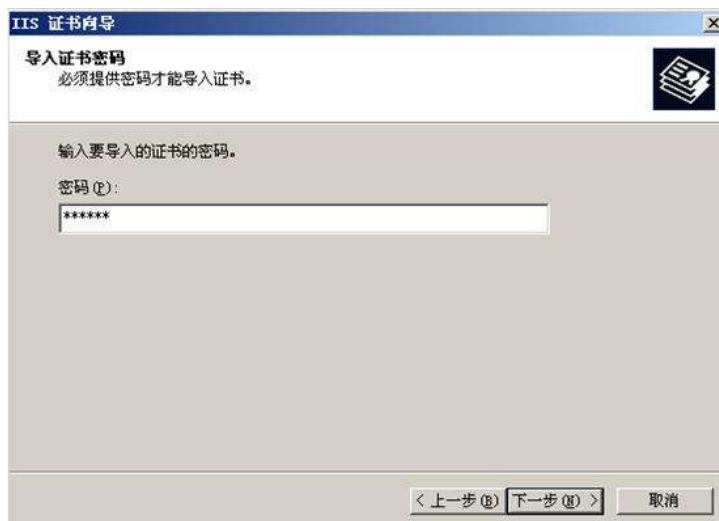 IIS 证书向导
导入证书密码
必须提供密码才能导入证书。
输入要导入的证书的密码。
密码(P):
******
< 上一步(B) 下一步(N) > 取消